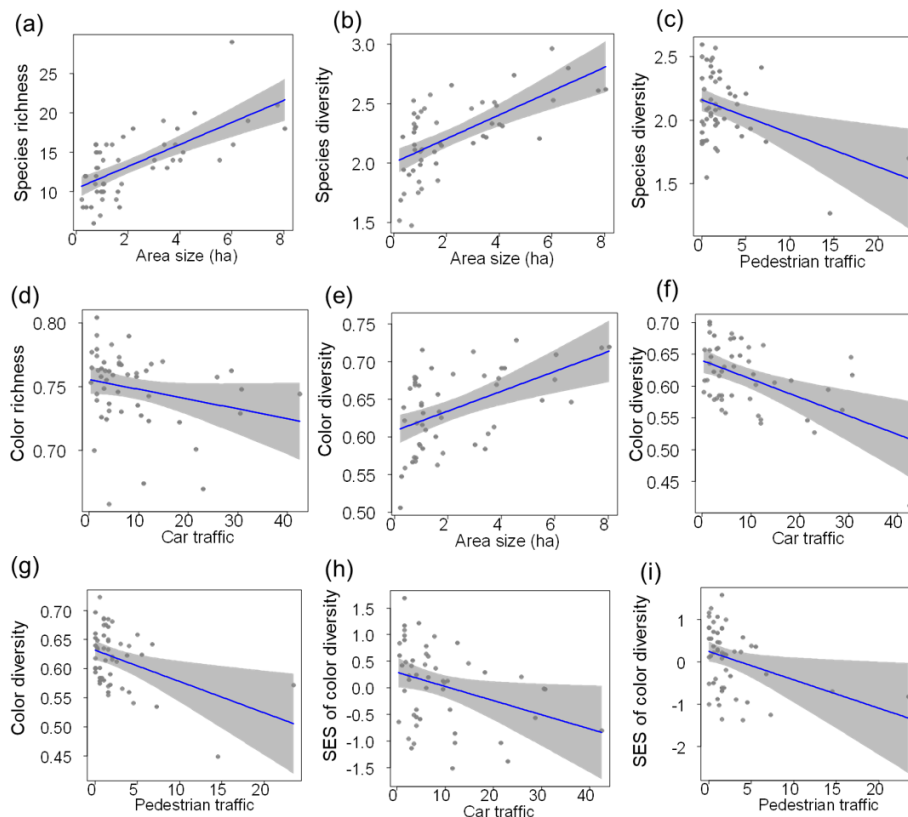 (a)
Species richness
25
20
15
10
0 2 4 6 8
Area size (ha)
(b)
Species diversity
3.0
2.5
2.0
1.5
0 2 4 6 8
Area size (ha)
(c)
Species diversity
2.5
2.0
1.5
0 5 10 15 20
Pedestrian traffic
(d)
Color richness
0.80
0.75
0.70
0 10 20 30 40
Car traffic
(e)
Color diversity
0.75
0.70
0.65
0.60
0.55
0.50
0 2 4 6 8
Area size (ha)
(f)
Color diversity
0.70
0.65
0.60
0.55
0.50
0.45
0 10 20 30 40
Car traffic
(g)
Color diversity
0.70
0.65
0.60
0.55
0.50
0.45
0 5 10 15 20
Pedestrian traffic
(h)
SES of color diversity
1.5
1.0
0.5
0.0
-0.5
-1.0
-1.5
0 10 20 30 40
Car traffic
(i)
SES of color diversity
1
0
-1
-2
0 5 10 15 20
Pedestrian traffic